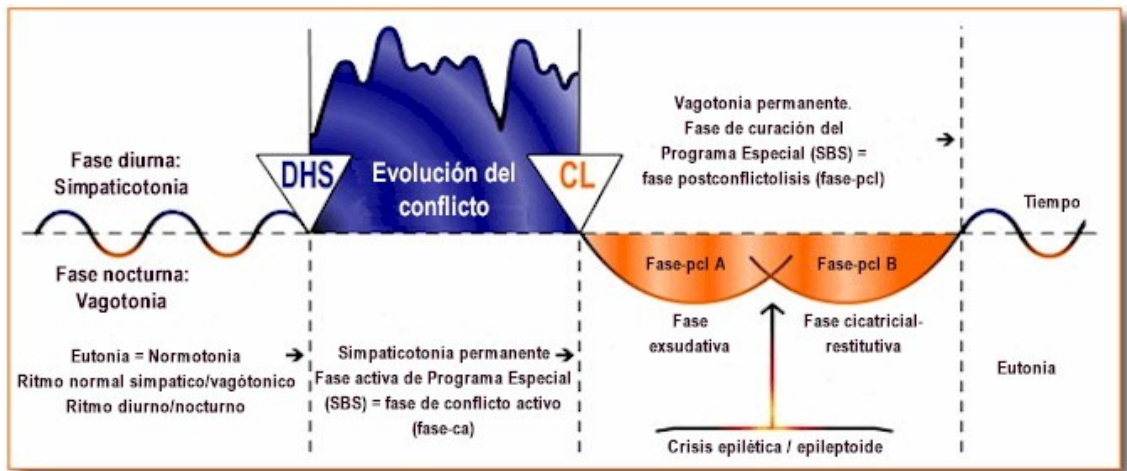 Fase diurna:
Simpaticotonia
Fase nocturna:
Vagotonia
Eutonia = Normotonia
Ritmo normal simpatico/vagótonico
Ritmo diurno/nocturno
DHS
Evolución del
conflicto
CL
Simpaticotonia permanente
Fase activa de Programa Especial
(SBS) = fase de conflicto activo
(fase-ca)
Vagotonia permanente.
Fase de curación del
Programa Especial (SBS) =
fase postconflictolisis (fase-pcl)
Fase-pcl A
Fase-pcl B
Fase
exsudativa
Fase cicatricial-
restitutiva
Crisis epilética / epileptoide
Tiempo
Eutonia